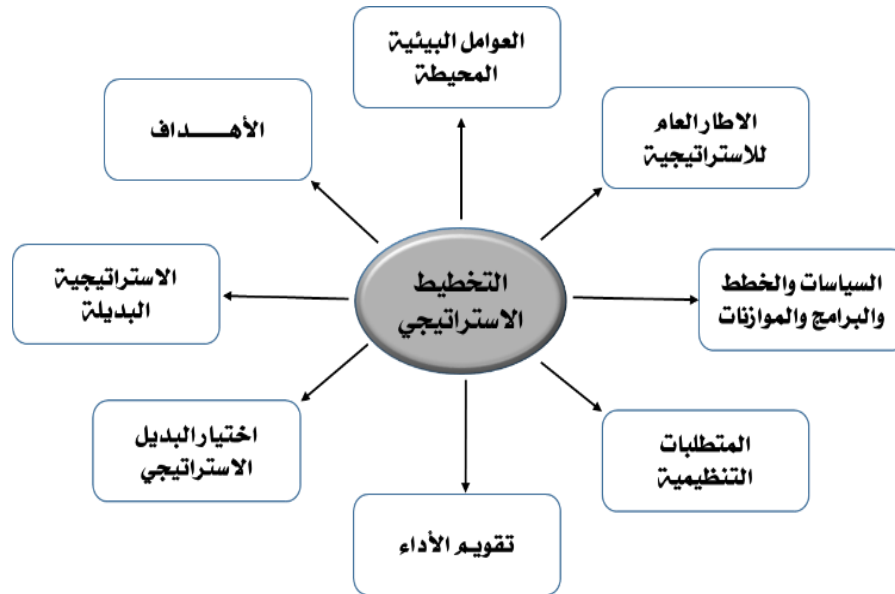 العوامل البيئية
المحيطة
الاطار العام
للاستراتيجية
الأهـــــداف
التخطيط
الاستراتيجي
السياسات والخطط
والبرامج والموازنات
الاستراتيجية
البديلة
المتطلبات
التنظيمية
اختيار البديل
الاستراتيجي
تقويـم الأداء